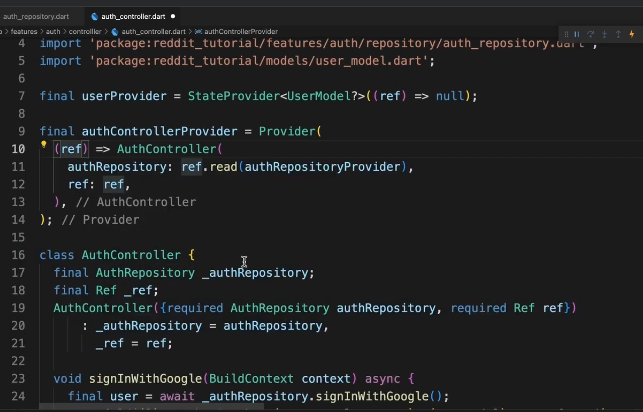 auth_repository.dart auth_controller.dart
features > auth > controller > auth_controller.dart > authControllerProvider
4 import 'package:reddit_tutorial/features/auth/repository/auth_repository.dart';
5 import 'package:reddit_tutorial/models/user_model.dart';
6
7 final userProvider = StateProvider<UserModel?>((ref) => null);
8
9 final authControllerProvider = Provider(
10 (ref) => AuthController(
11 authRepository: ref.read(authRepositoryProvider),
12 ref: ref,
13 ), // AuthController
14 ); // Provider
15
16 class AuthController {
17 final AuthRepository _authRepository;
18 final Ref _ref;
19 AuthController({required AuthRepository authRepository, required Ref ref})
20 : _authRepository = authRepository,
21 _ref = ref;
22
23 void signInWithGoogle(BuildContext context) async {
24 final user = await _authRepository.signInWithGoogle();